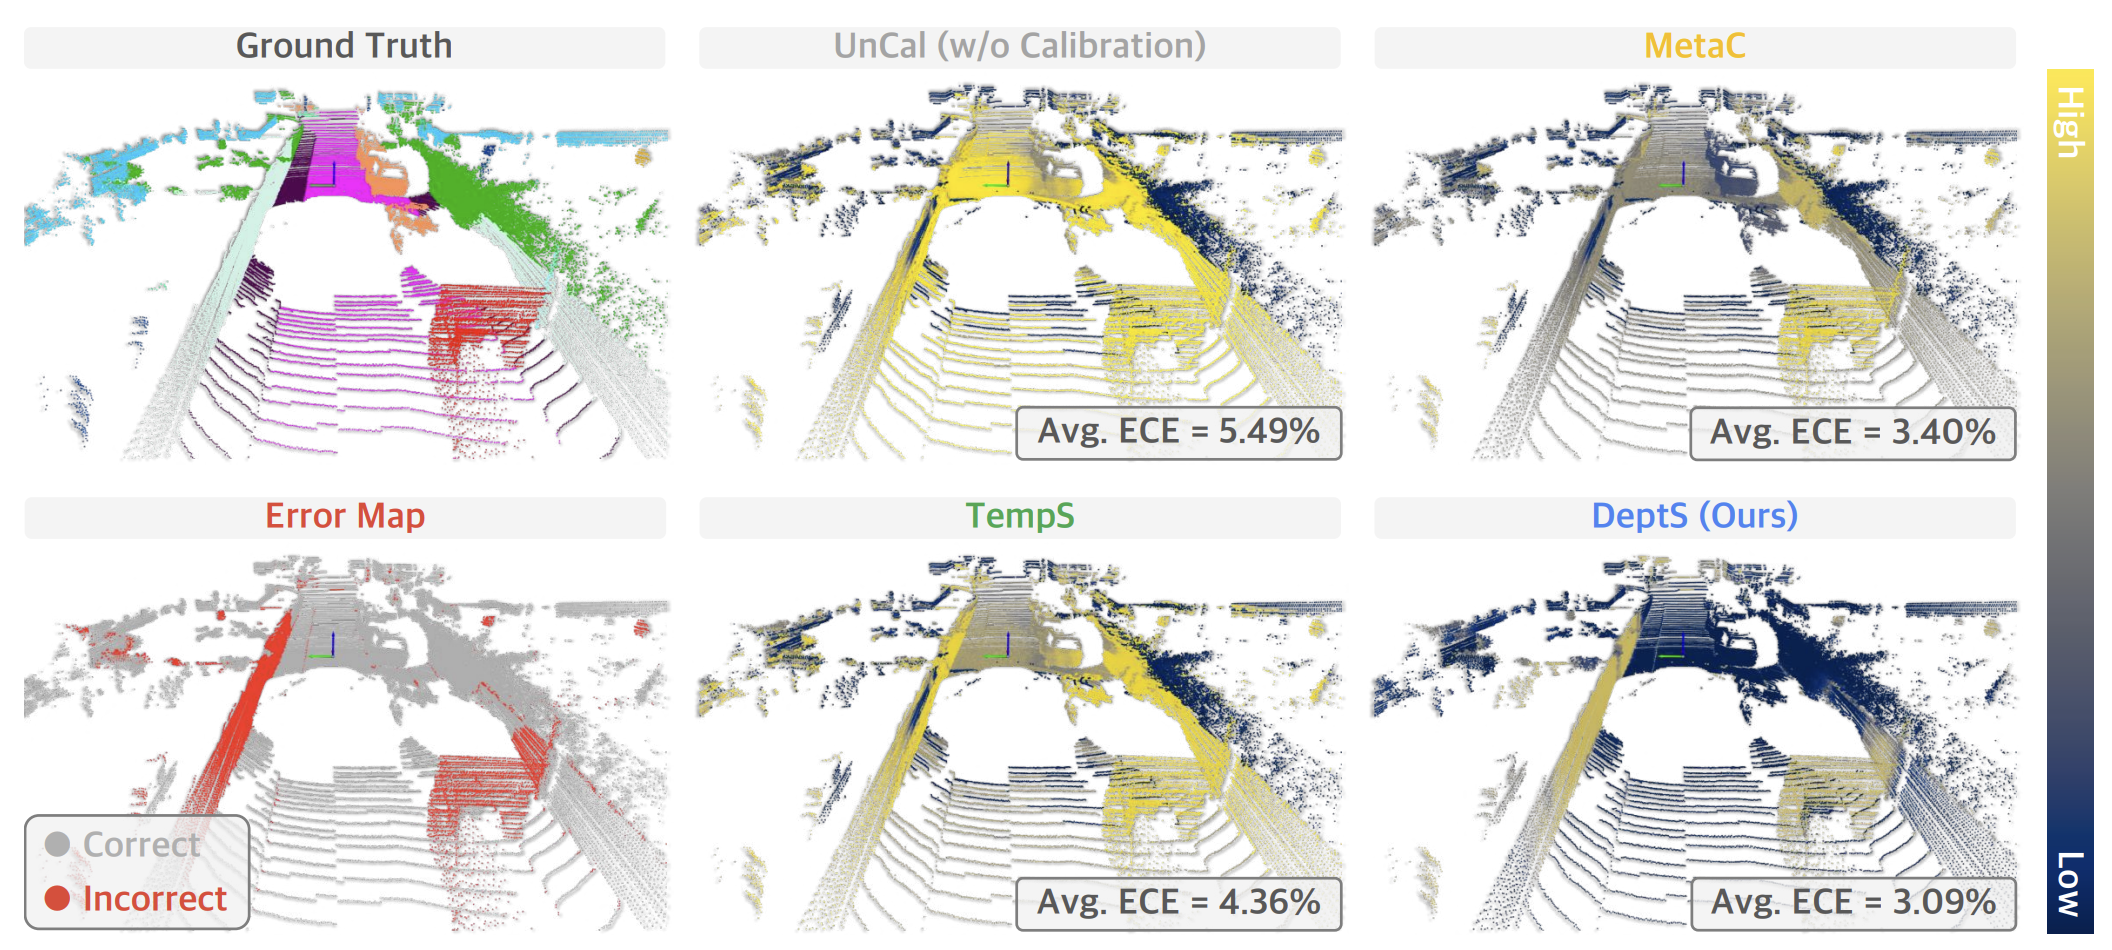 Ground Truth
UnCal (w/o Calibration)
MetaC
High
Avg. ECE = 5.49%
Avg. ECE = 3.40%
Error Map
TempS
DeptS (Ours)
Correct
Incorrect
Avg. ECE = 4.36%
Avg. ECE = 3.09%
Low